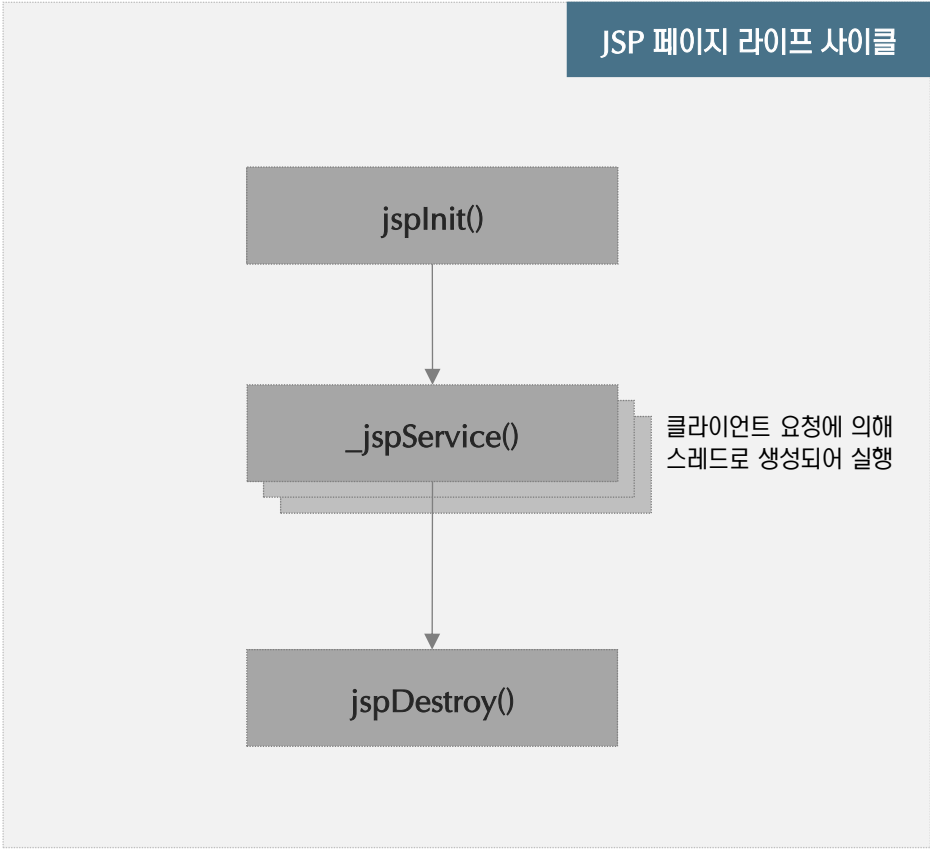 JSP 페이지 라이프 사이클
jspInit()
_jspService()
클라이언트 요청에 의해
스레드로 생성되어 실행
jspDestroy()